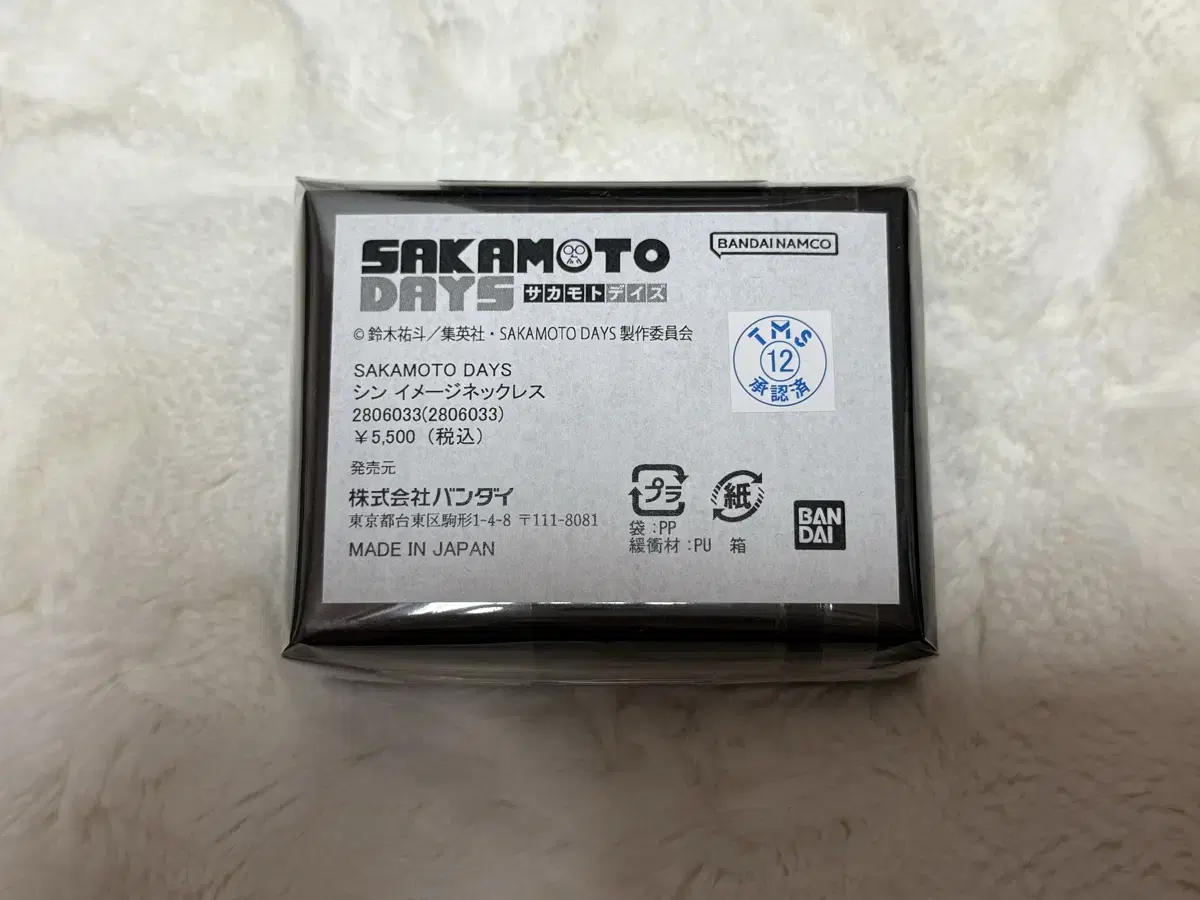 SAKAMOTO
DAYS サカモトデイズ
BANDAI NAMCO
©鈴木祐斗／集英社・SAKAMOTO DAYS 製作委員会
TMS
12
承認済
SAKAMOTO DAYS
シン イメージネックレス
2806033(2806033)
￥5,500（税込）
発売元
株式会社バンダイ
東京都台東区駒形1-4-8 〒111-8081
MADE IN JAPAN
プラ
紙
袋：PP
緩衝材：PU 箱
BAN
DAI